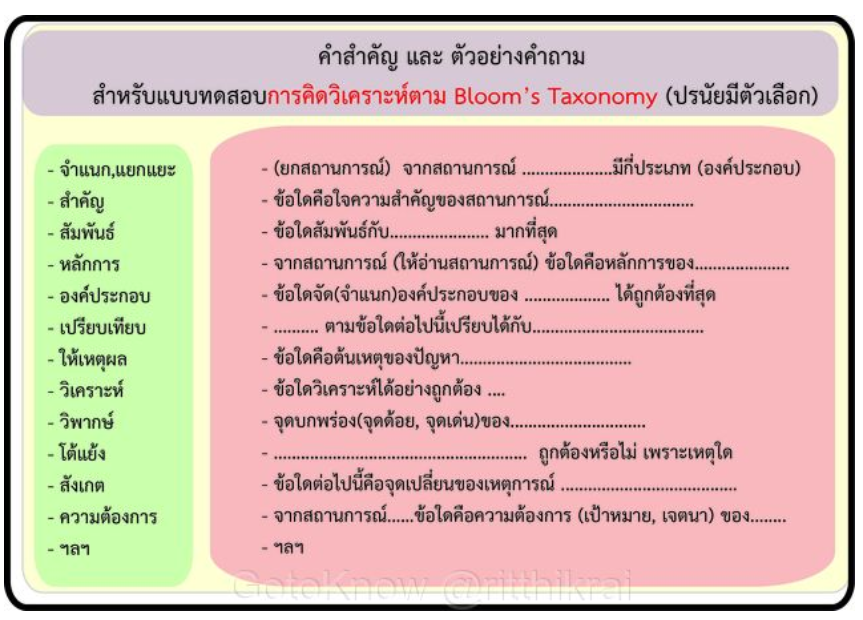 คำสำคัญ และ ตัวอย่างคำถาม
สำหรับแบบทดสอบการคิดวิเคราะห์ตาม Bloom's Taxonomy (ปรนัยมีตัวเลือก)
- จำแนก,แยกแยะ
- สำคัญ
- สัมพันธ์
- หลักการ
- องค์ประกอบ
- เปรียบเทียบ
- ให้เหตุผล
- วิเคราะห์
- วิพากษ์
- โต้แย้ง
- สังเกต
- ความต้องการ
- ฯลฯ
- (ยกสถานการณ์) จากสถานการณ์ .....................มีกี่ประเภท (องค์ประกอบ)
- ข้อใดคือใจความสำคัญของสถานการณ์................................
- ข้อใดสัมพันธ์กับ...................... มากที่สุด
- จากสถานการณ์ (ให้อ่านสถานการณ์) ข้อใดคือหลักการของ.....................
- ข้อใดจัด(จำแนก)องค์ประกอบของ ................... ได้ถูกต้องที่สุด
- .......... ตามข้อใดต่อไปนี้เปรียบได้กับ......................................
- ข้อใดคือต้นเหตุของปัญหา......................................
- ข้อใดวิเคราะห์ได้อย่างถูกต้อง ....
- จุดบกพร่อง(จุดด้อย, จุดเด่น)ของ..............................
- ........................................................ ถูกต้องหรือไม่ เพราะเหตุใด
- ข้อใดต่อไปนี้คือจุดเปลี่ยนของเหตุการณ์ .......................................
- จากสถานการณ์......ข้อใดคือความต้องการ (เป้าหมาย, เจตนา) ของ........
- ฯลฯ
GotoKnow @ritthikrai